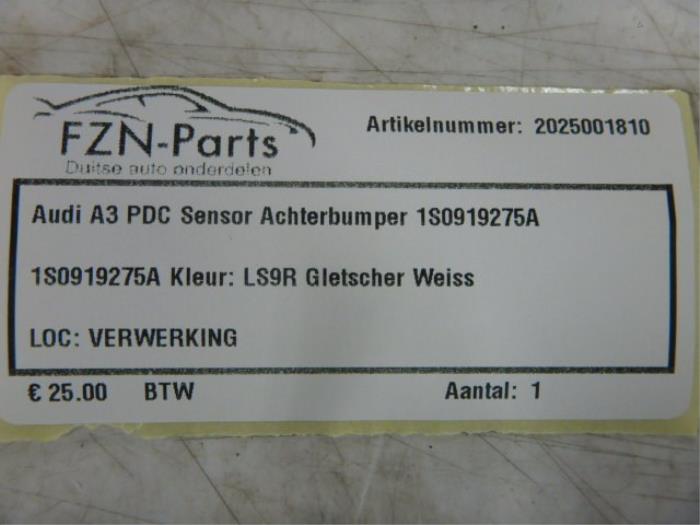 FZN-Parts
Duitse auto onderdelen
Artikelnummer: 2025001810
Audi A3 PDC Sensor Achterbumper 1S0919275A
1S0919275A Kleur: LS9R Gletscher Weiss
LOC: VERWERKING
€ 25.00 BTW Aantal: 1